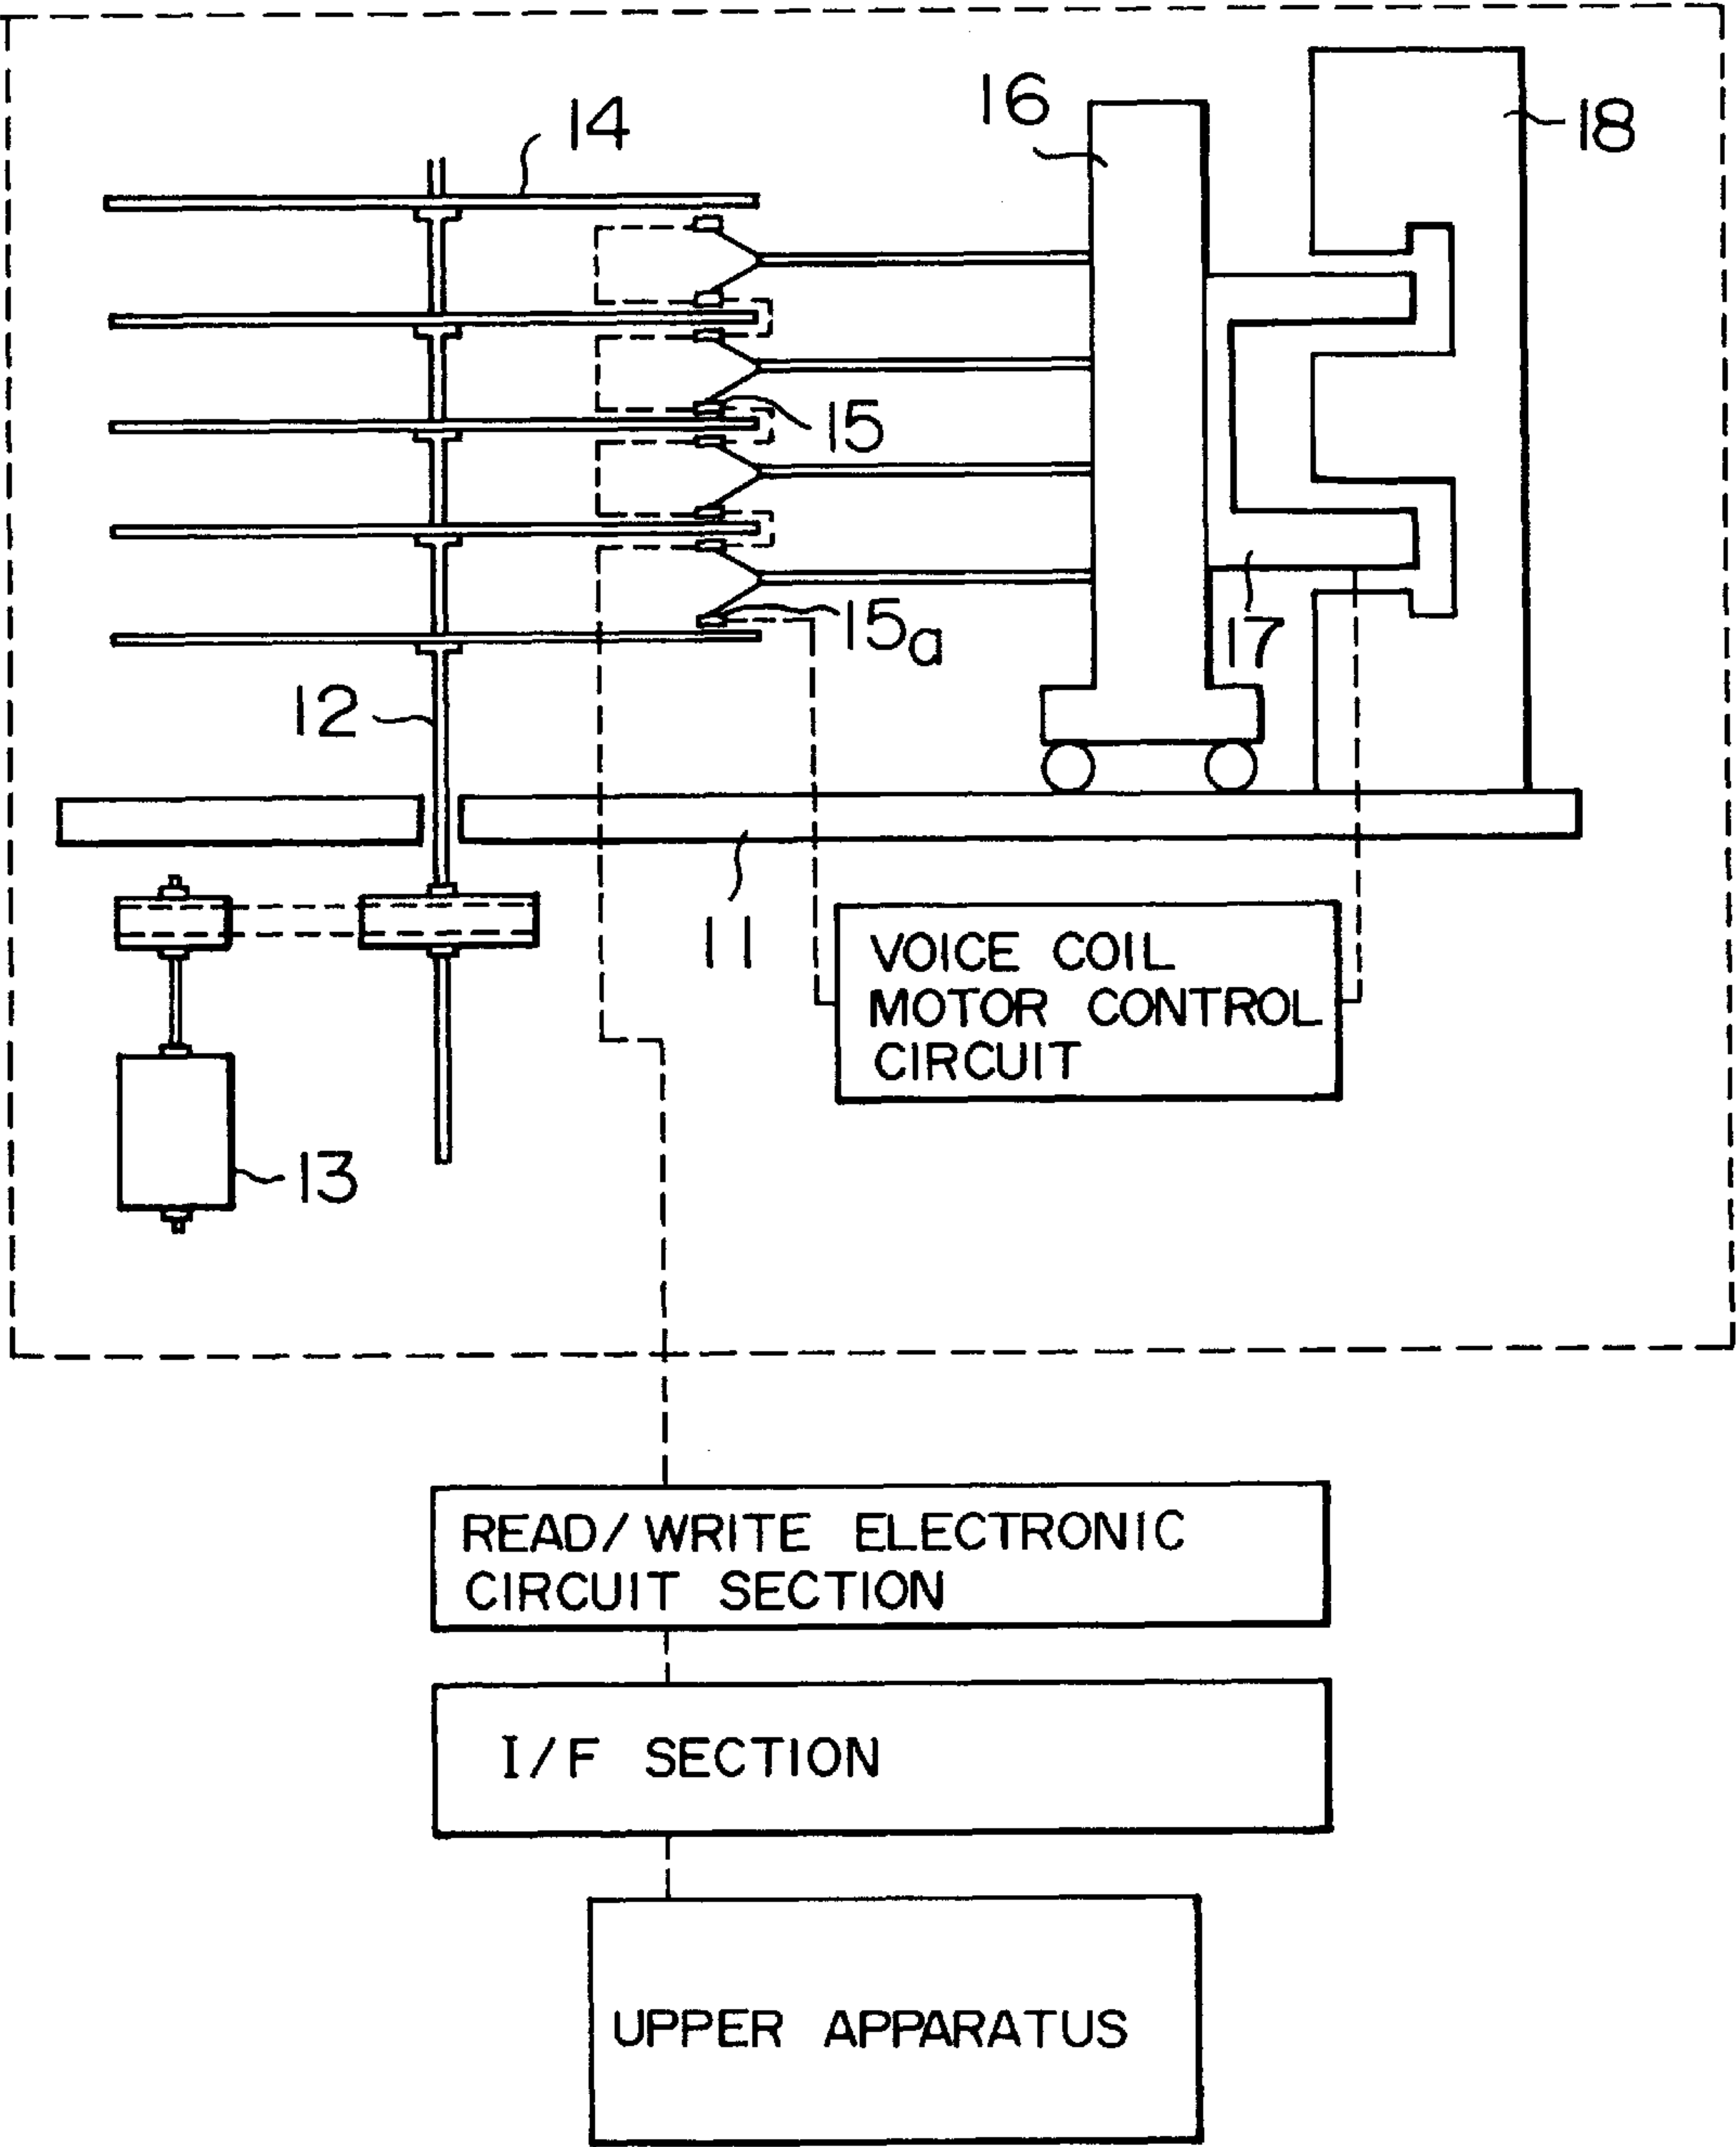 16
18
14
15
15a
17
12
11
VOICE COIL
MOTOR CONTROL
CIRCUIT
13
READ/WRITE ELECTRONIC
CIRCUIT SECTION
I/F SECTION
UPPER APPARATUS